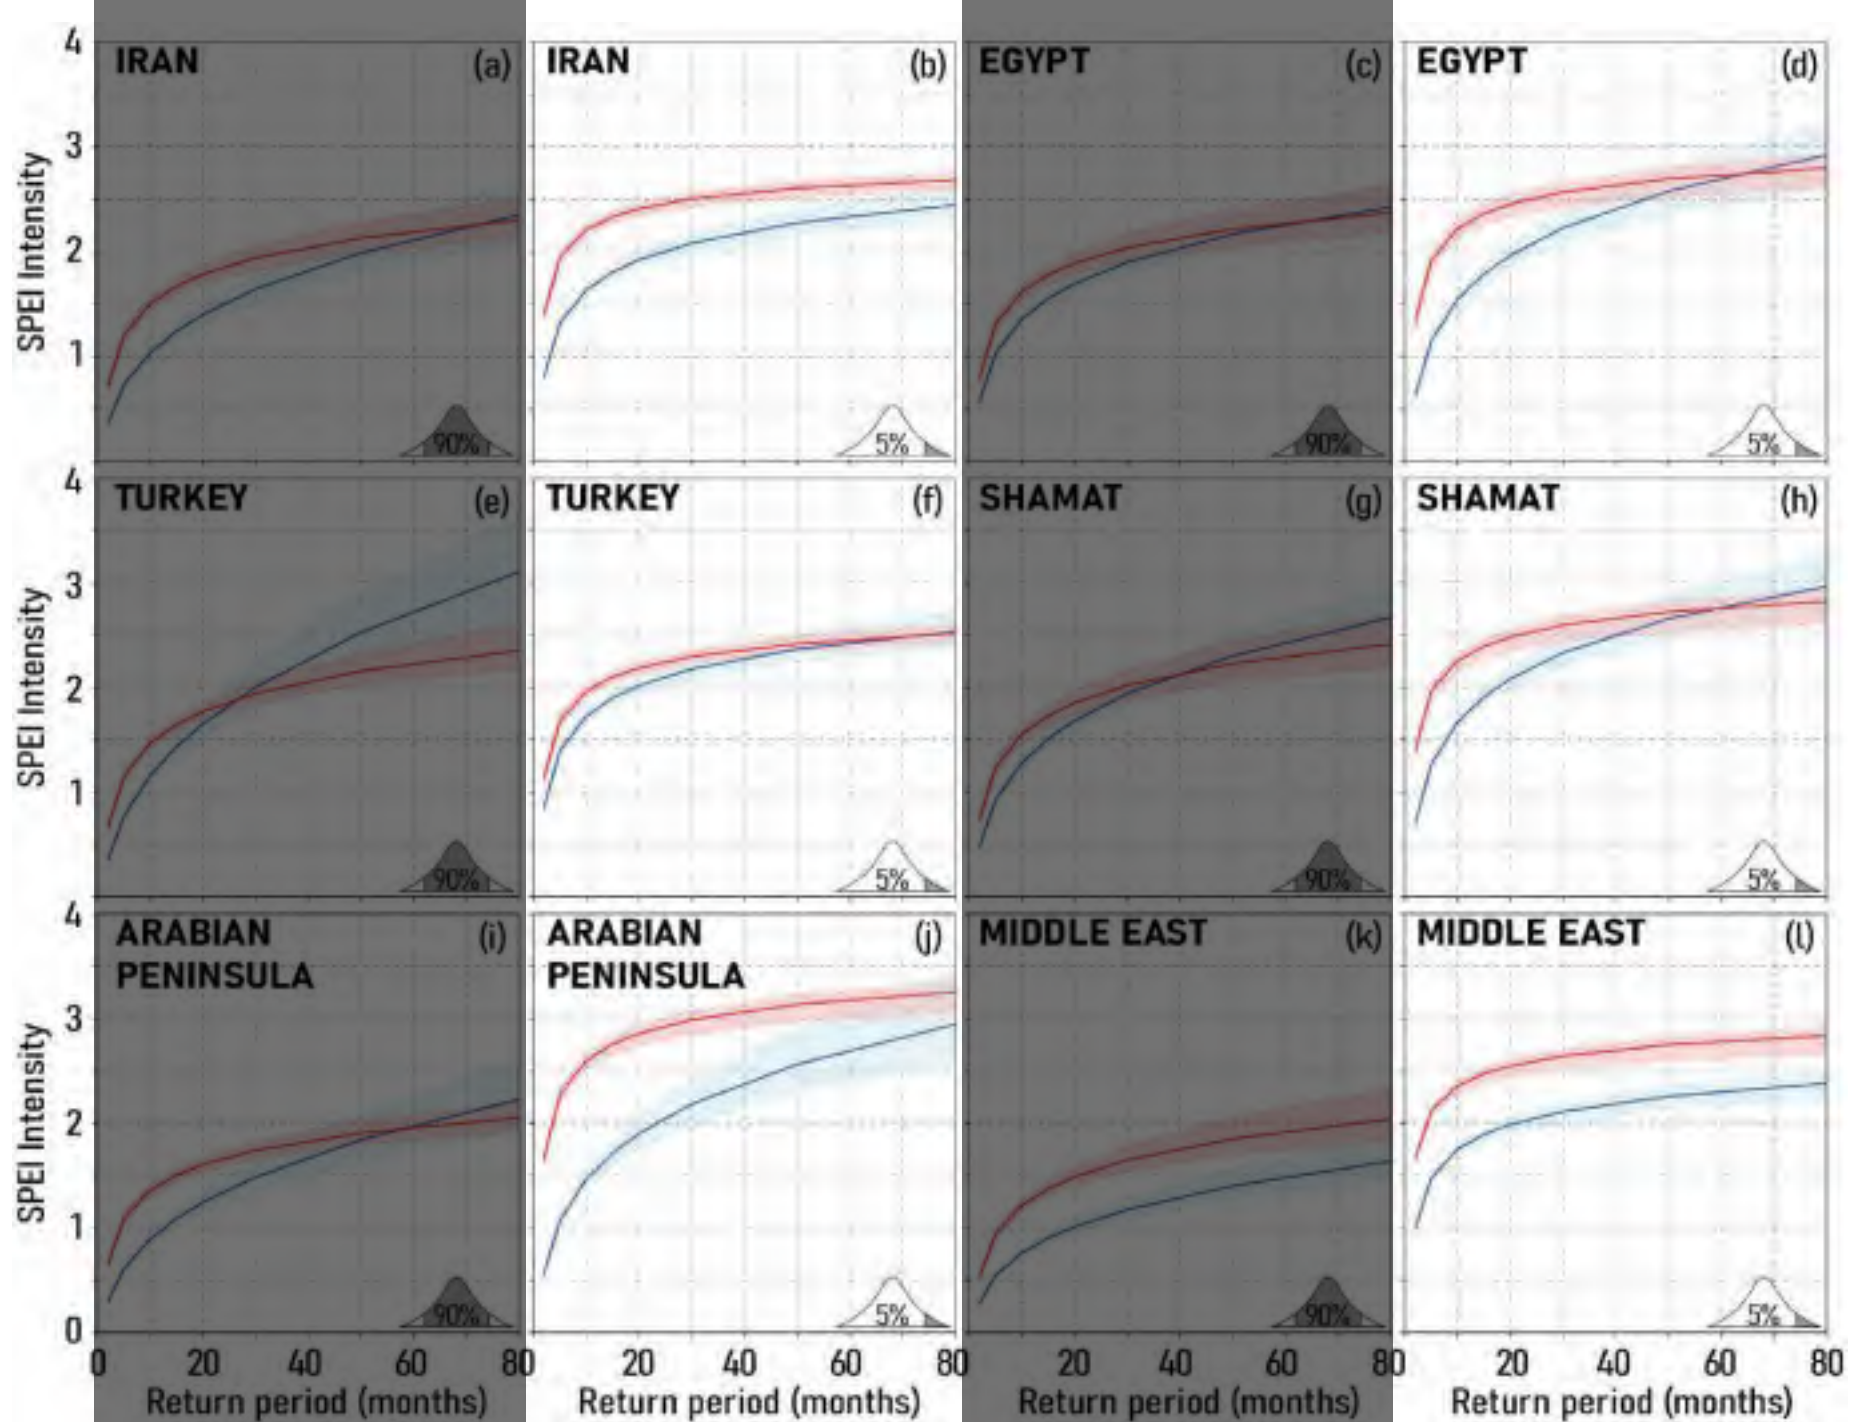 IRAN (a) IRAN (b) EGYPT (c) EGYPT (d)
4
3
2
1
SPEI Intensity
90% 5% 90% 5%
TURKEY (e) TURKEY (f) SHAMAT (g) SHAMAT (h)
4
3
2
1
SPEI Intensity
90% 5% 90% 5%
ARABIAN PENINSULA (i) ARABIAN PENINSULA (j) MIDDLE EAST (k) MIDDLE EAST (l)
4
3
2
1
0
SPEI Intensity
90% 5% 90% 5%
0 20 40 60 80 20 40 60 80 20 40 60 80 20 40 60 80
Return period (months) Return period (months) Return period (months) Return period (months)